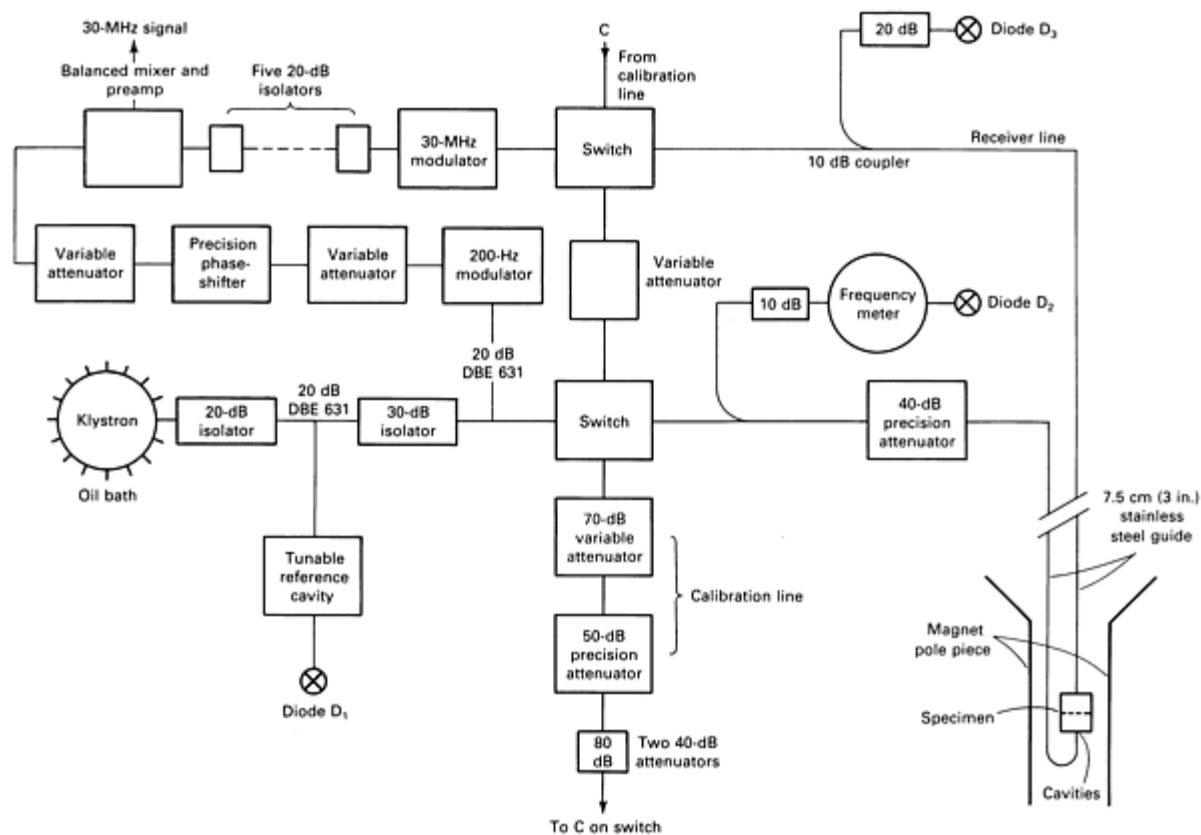 30-MHz signal
Balanced mixer and
preamp
Five 20-dB
isolators
30-MHz
modulator
C
From
calibration
line
Switch
20 dB
Diode D₃
Receiver line
10 dB coupler
Variable
attenuator
Precision
phase-
shifter
Variable
attenuator
200-Hz
modulator
Variable
attenuator
10 dB
Frequency
meter
Diode D₂
20 dB
DBE 631
Klystron
Oil bath
20-dB
isolator
20 dB
DBE 631
30-dB
isolator
Switch
40-dB
precision
attenuator
7.5 cm (3 in.)
stainless
steel guide
Tunable
reference
cavity
Diode D₁
70-dB
variable
attenuator
Calibration line
50-dB
precision
attenuator
Magnet
pole piece
Specimen
Cavities
80
dB
Two 40-dB
attenuators
To C on switch